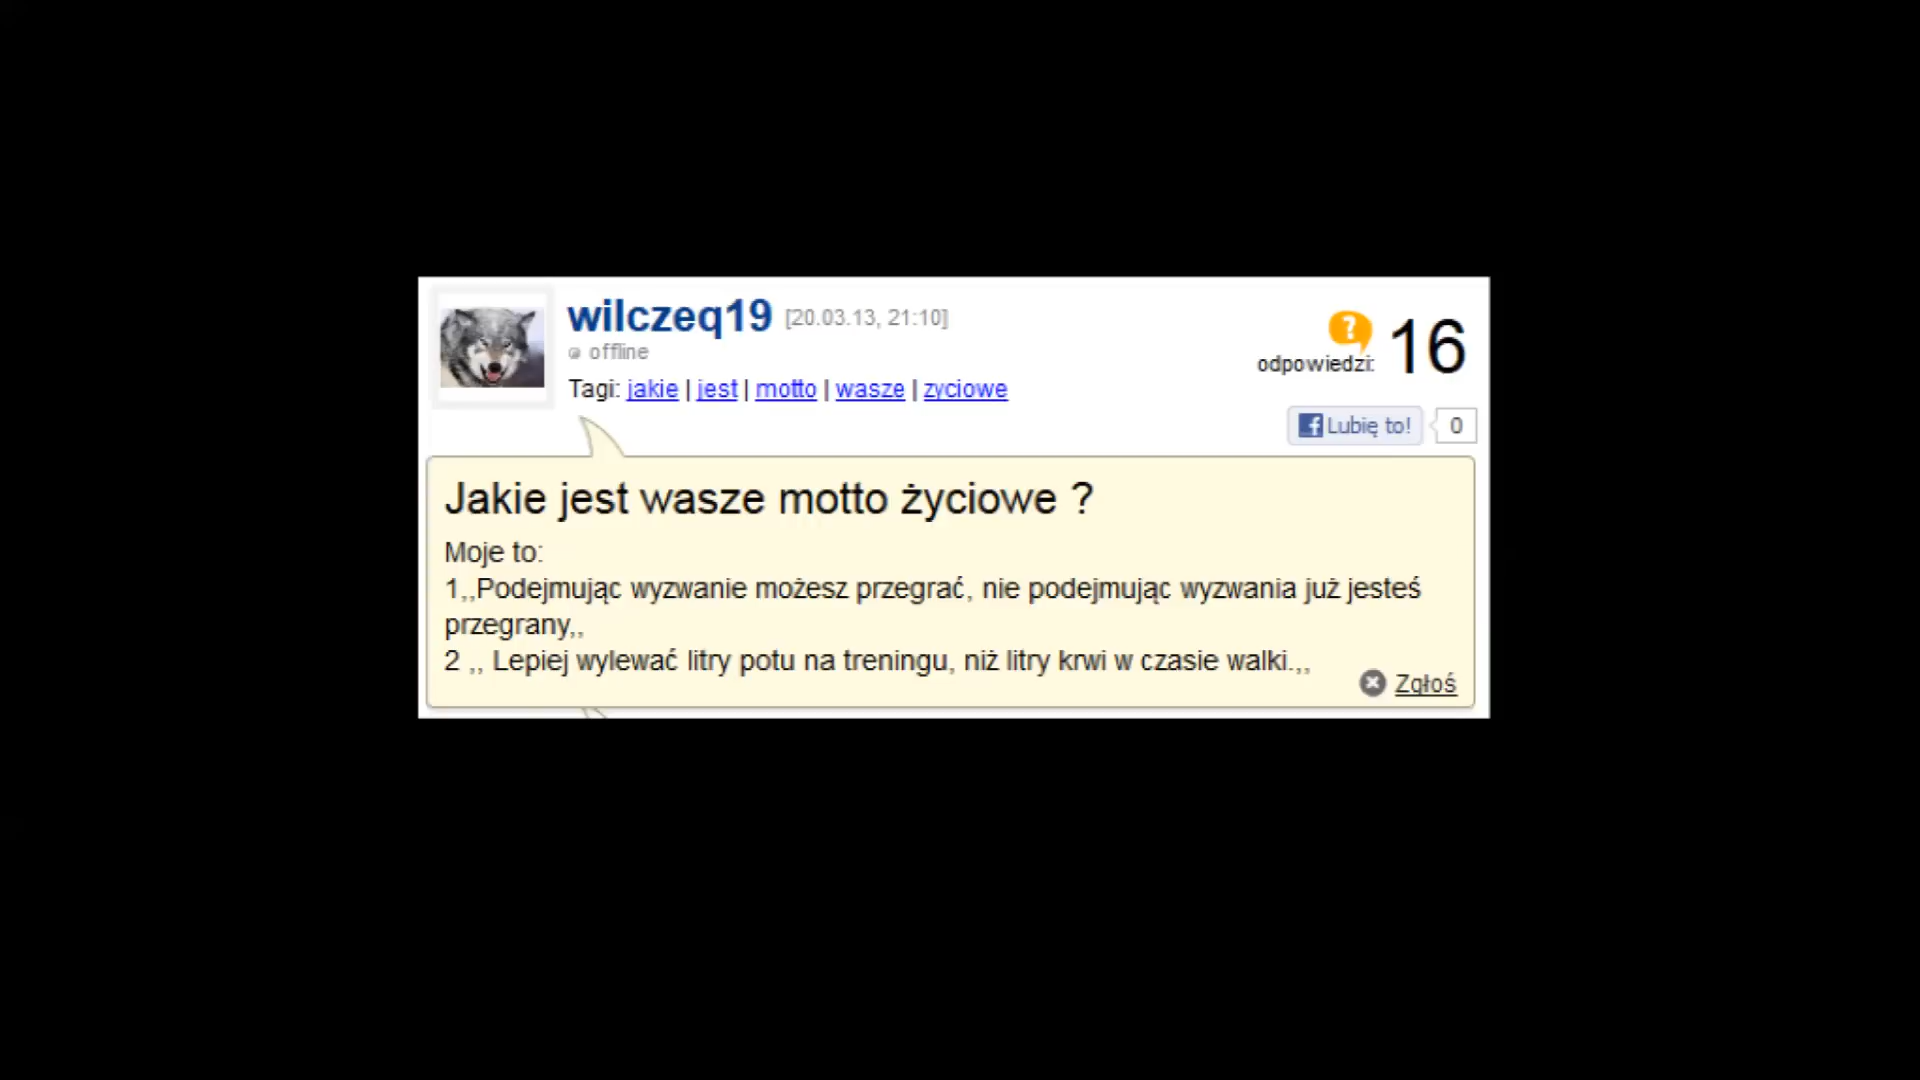 wilczeq19 [20.03.13, 21:10]
offline
Tagi: jakie | jest | motto | wasze | zyciowe
? odpowiedzi: 16
f Lubię to! 0
Jakie jest wasze motto życiowe ?
Moje to:
1,,Podejmując wyzwanie możesz przegrać, nie podejmując wyzwania już jesteś
przegrany,,
2 ,, Lepiej wylewać litry potu na treningu, niż litry krwi w czasie walki.,,
Zgłoś